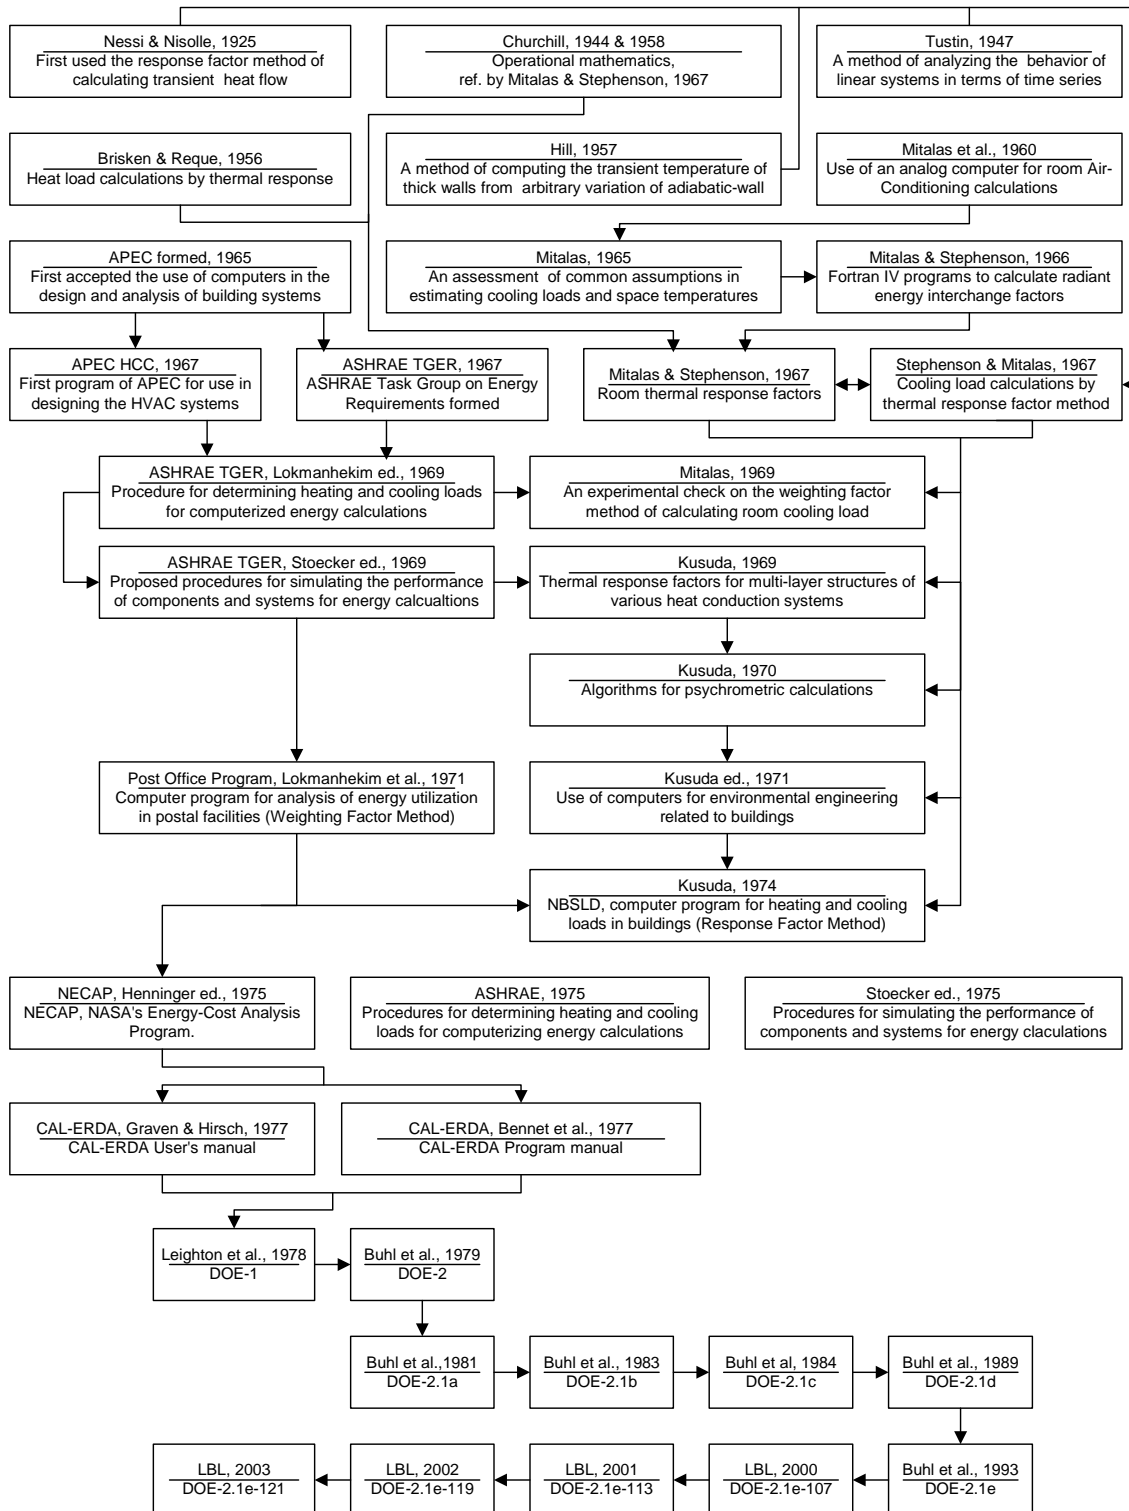 Nessi & Nisolle, 1925
First used the response factor method of
calculating transient heat flow
Churchill, 1944 & 1958
Operational mathematics,
ref. by Mitalas & Stephenson, 1967
Tustin, 1947
A method of analyzing the behavior of
linear systems in terms of time series
Brisken & Reque, 1956
Heat load calculations by thermal response
Hill, 1957
A method of computing the transient temperature of
thick walls from arbitrary variation of adiabatic-wall
Mitalas et al., 1960
Use of an analog computer for room Air-
Conditioning calculations
APEC formed, 1965
First accepted the use of computers in the
design and analysis of building systems
Mitalas, 1965
An assessment of common assumptions in
estimating cooling loads and space temperatures
Mitalas & Stephenson, 1966
Fortran IV programs to calculate radiant
energy interchange factors
APEC HCC, 1967
First program of APEC for use in
designing the HVAC systems
ASHRAE TGER, 1967
ASHRAE Task Group on Energy
Requirements formed
Mitalas & Stephenson, 1967
Room thermal response factors
Stephenson & Mitalas, 1967
Cooling load calculations by
thermal response factor method
ASHRAE TGER, Lokmanhekim ed., 1969
Procedure for determining heating and cooling loads
for computerized energy calculations
Mitalas, 1969
An experimental check on the weighting factor
method of calculating room cooling load
ASHRAE TGER, Stoecker ed., 1969
Proposed procedures for simulating the performance
of components and systems for energy calcualtions
Kusuda, 1969
Thermal response factors for multi-layer structures of
various heat conduction systems
Kusuda, 1970
Algorithms for psychrometric calculations
Post Office Program, Lokmanhekim et al., 1971
Computer program for analysis of energy utilization
in postal facilities (Weighting Factor Method)
Kusuda ed., 1971
Use of computers for environmental engineering
related to buildings
Kusuda, 1974
NBSLD, computer program for heating and cooling
loads in buildings (Response Factor Method)
NECAP, Henninger ed., 1975
NECAP, NASA's Energy-Cost Analysis
Program.
ASHRAE, 1975
Procedures for determining heating and cooling
loads for computerizing energy calculations
Stoecker ed., 1975
Procedures for simulating the performance of
components and systems for energy claculations
CAL-ERDA, Graven & Hirsch, 1977
CAL-ERDA User's manual
CAL-ERDA, Bennet et al., 1977
CAL-ERDA Program manual
Leighton et al., 1978
DOE-1
Buhl et al., 1979
DOE-2
Buhl et al.,1981
DOE-2.1a
Buhl et al., 1983
DOE-2.1b
Buhl et al, 1984
DOE-2.1c
Buhl et al., 1989
DOE-2.1d
LBL, 2003
DOE-2.1e-121
LBL, 2002
DOE-2.1e-119
LBL, 2001
DOE-2.1e-113
LBL, 2000
DOE-2.1e-107
Buhl et al., 1993
DOE-2.1e